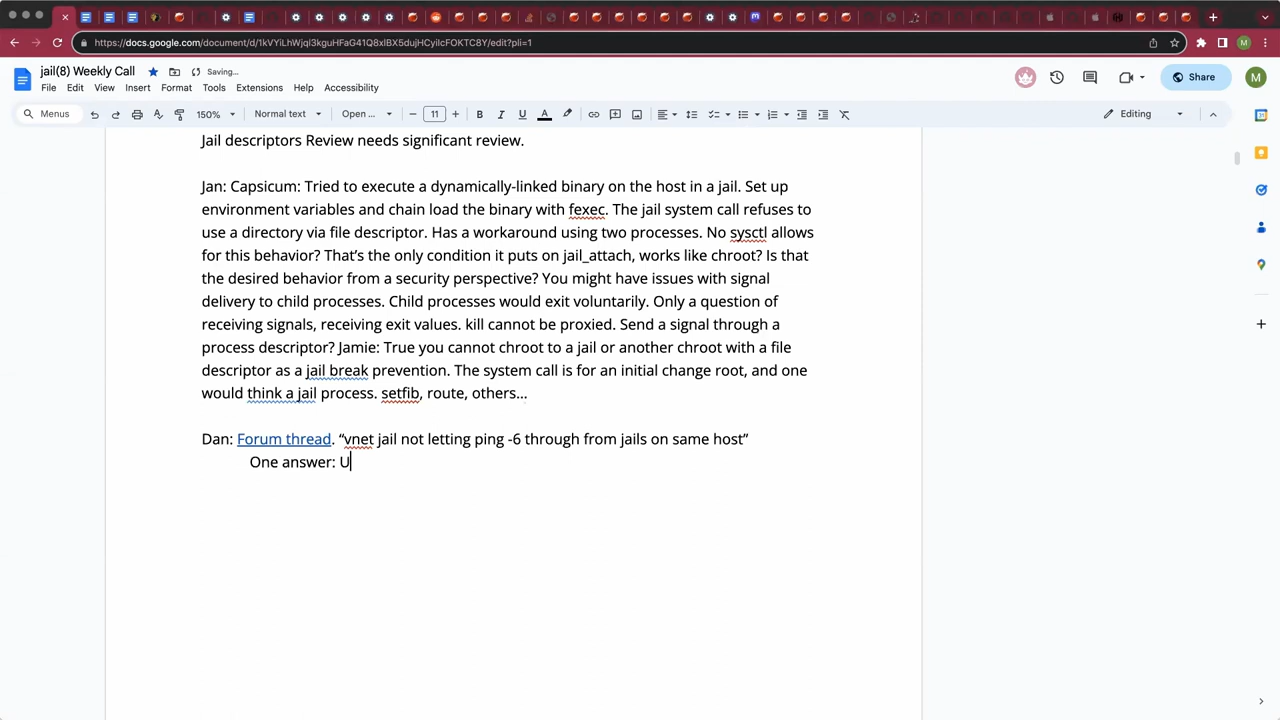 https://docs.google.com/document/d/1kVYiLhWjqI3kguHFaG41Q8xlBX5dujHCyiIcFOKTC8Y/edit?pli=1
M
jail(8) Weekly Call
Saving...
File Edit View Insert Format Tools Extensions Help Accessibility
Share
M
Menus
150%
Normal text
Open ...
11
B I U A
Editing
Jail descriptors Review needs significant review.
Jan: Capsicum: Tried to execute a dynamically-linked binary on the host in a jail. Set up
environment variables and chain load the binary with fexec. The jail system call refuses to
use a directory via file descriptor. Has a workaround using two processes. No sysctl allows
for this behavior? That’s the only condition it puts on jail_attach, works like chroot? Is that
the desired behavior from a security perspective? You might have issues with signal
delivery to child processes. Child processes would exit voluntarily. Only a question of
receiving signals, receiving exit values. kill cannot be proxied. Send a signal through a
process descriptor? Jamie: True you cannot chroot to a jail or another chroot with a file
descriptor as a jail break prevention. The system call is for an initial change root, and one
would think a jail process. setfib, route, others…
Dan: Forum thread. “vnet jail not letting ping -6 through from jails on same host”
One answer: U